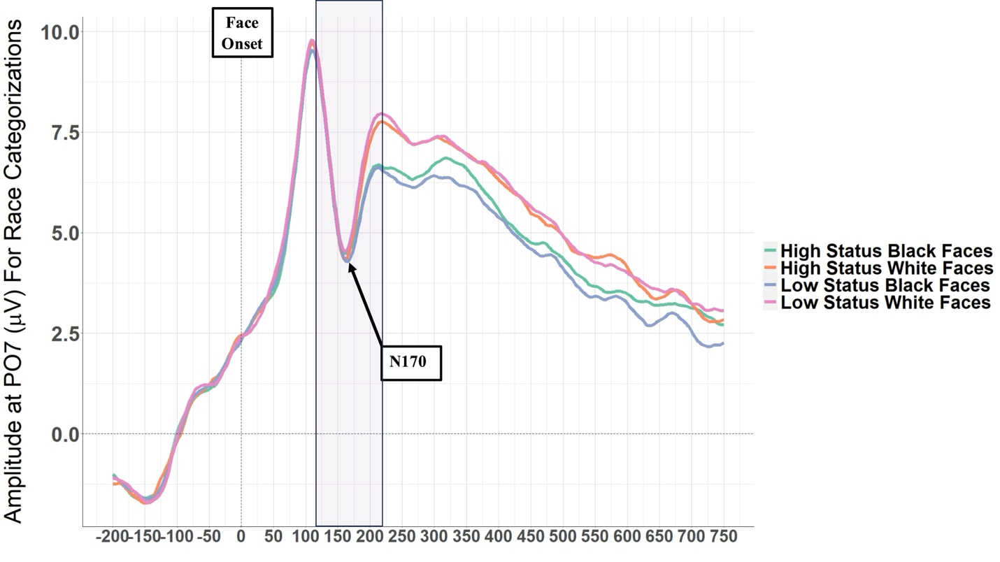 Amplitude at PO7 (μV) For Race Categorizations
Face
Onset
10.0
7.5
5.0
2.5
0.0
N170
-200 -150 -100 -50 0 50 100 150 200 250 300 350 400 450 500 550 600 650 700 750
High Status Black Faces
High Status White Faces
Low Status Black Faces
Low Status White Faces